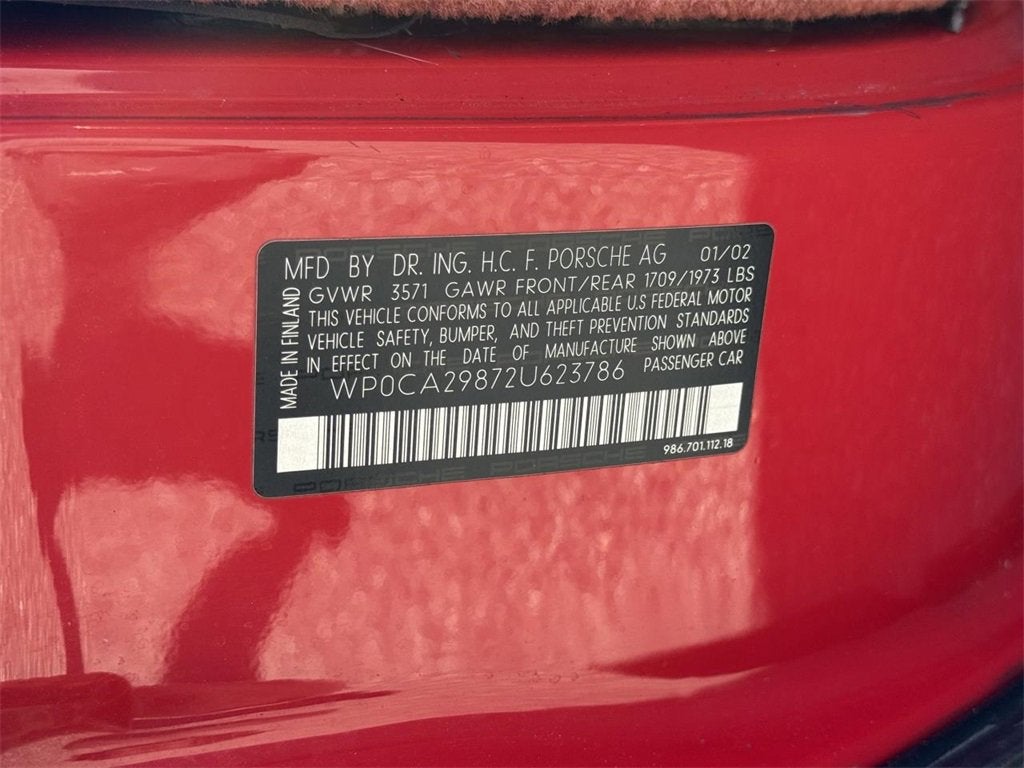 MFD BY DR. ING. H.C. F. PORSCHE AG 01/02
GVWR 3571 GAWR FRONT/REAR 1709/1973 LBS
THIS VEHICLE CONFORMS TO ALL APPLICABLE U.S FEDERAL MOTOR
VEHICLE SAFETY, BUMPER, AND THEFT PREVENTION STANDARDS
IN EFFECT ON THE DATE OF MANUFACTURE SHOWN ABOVE
WP0CA29872U623786 PASSENGER CAR
MADE IN FINLAND
986.701.112.18
PORSCHE PORSCHE